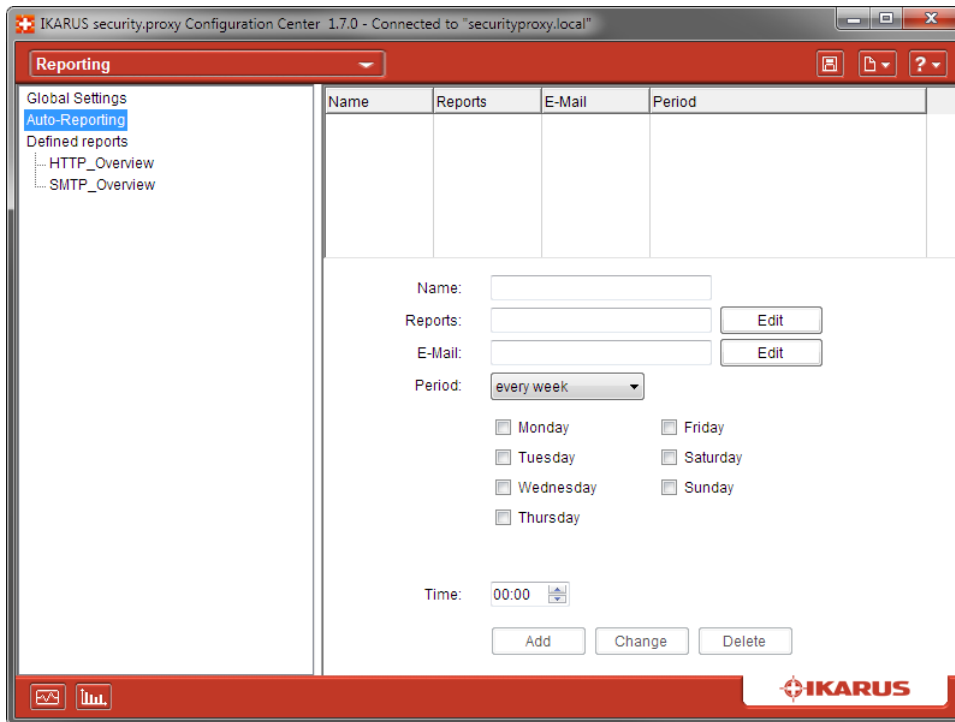 IKARUS security.proxy Configuration Center 1.7.0 - Connected to "securityproxy.local"
Reporting
Global Settings
Auto-Reporting
Defined reports
HTTP_Overview
SMTP_Overview
Name Reports E-Mail Period
Name:
Reports: Edit
E-Mail: Edit
Period: every week
Monday Friday
Tuesday Saturday
Wednesday Sunday
Thursday
Time: 00:00
Add Change Delete
IKARUS